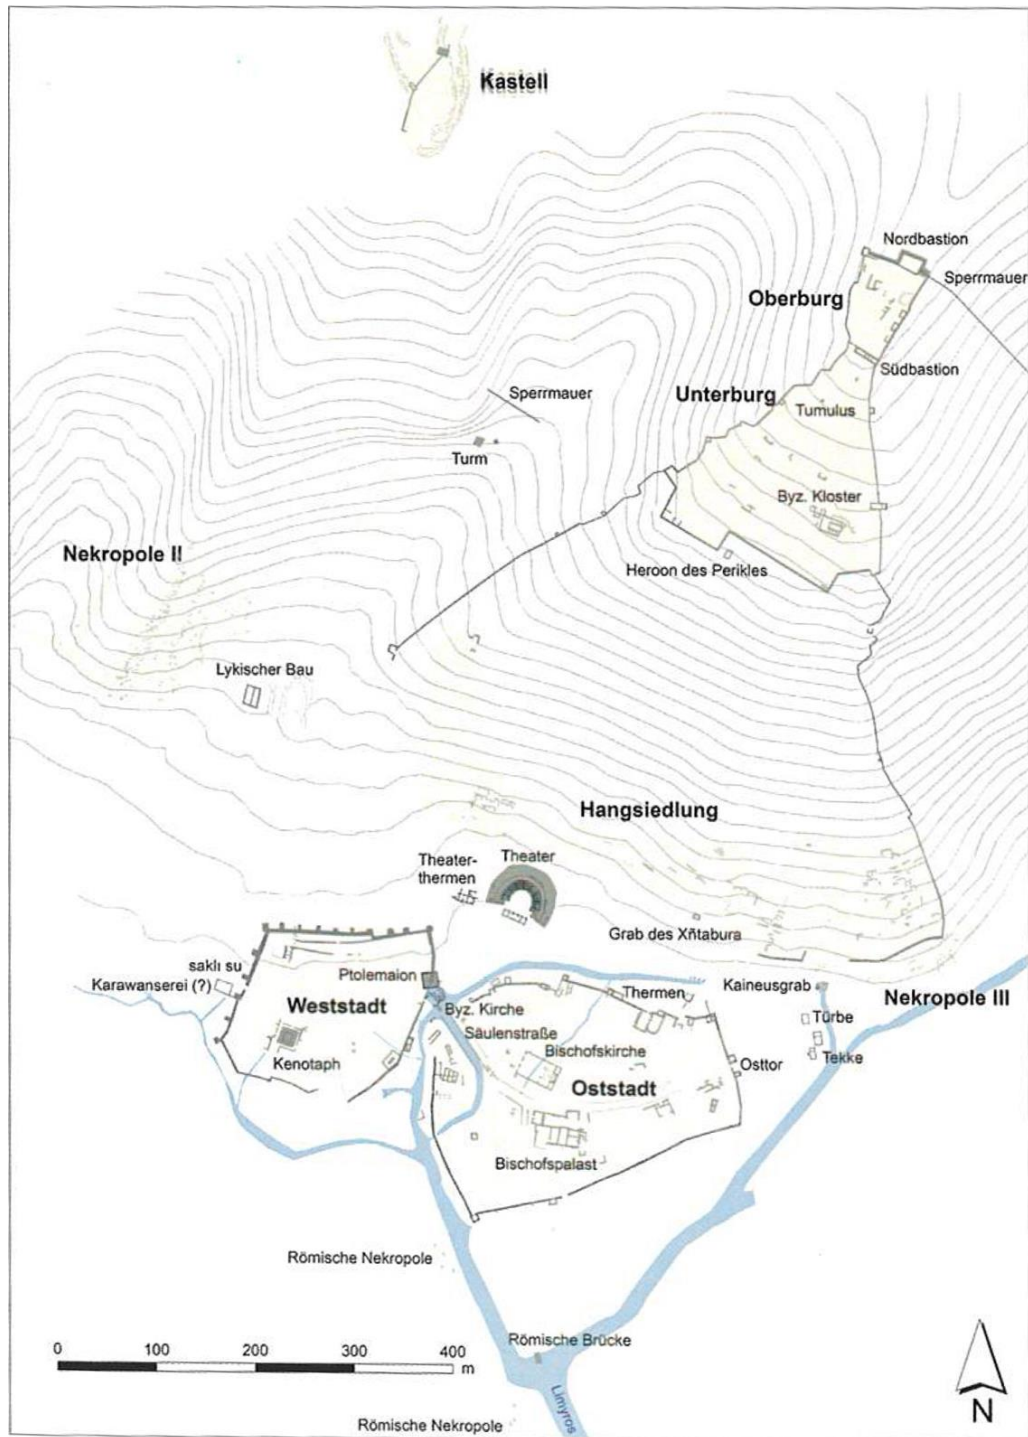 Kastell
Nordbastion
Sperrmauer
Oberburg
Südbastion
Unterburg
Sperrmauer
Tumulus
Turm
Byz. Kloster
Nekropole II
Heroon des Perikles
Lykischer Bau
Hangsiedlung
Theater-
thermen
Theater
Grab des Xñtabura
saklı su
Karawanserei (?)
Ptolemaion
Weststadt
Kenotaph
Byz. Kirche
Säulenstraße
Thermen
Kaineusgrab
Nekropole III
Türbe
Tekke
Bischofskirche
Osttor
Oststadt
Bischofspalast
Römische Nekropole
Römische Brücke
0 100 200 300 400
m
Limyros
Römische Nekropole
N